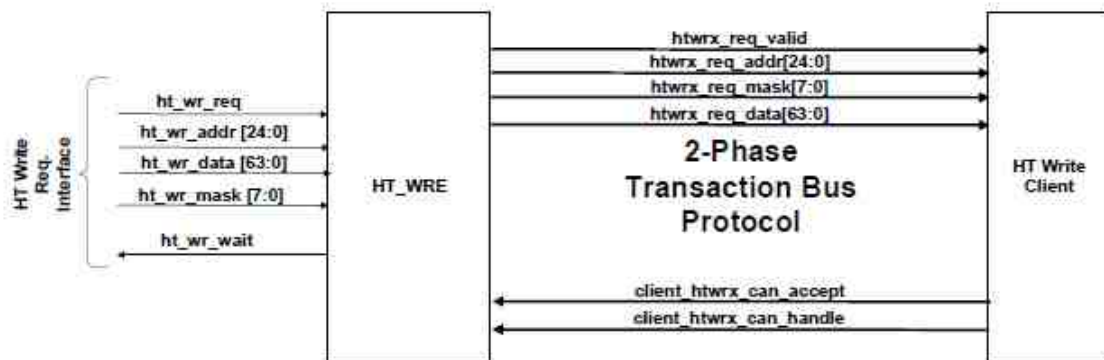 HT Write
Req.
Interface
ht_wr_req
ht_wr_addr [24:0]
ht_wr_data [63:0]
ht_wr_mask [7:0]
ht_wr_wait
HT_WRE
htwrx_req_valid
htwrx_req_addr[24:0]
htwrx_req_mask[7:0]
htwrx_req_data[63:0]
2-Phase
Transaction Bus
Protocol
client_htwrx_can_accept
client_htwrx_can_handle
HT Write
Client